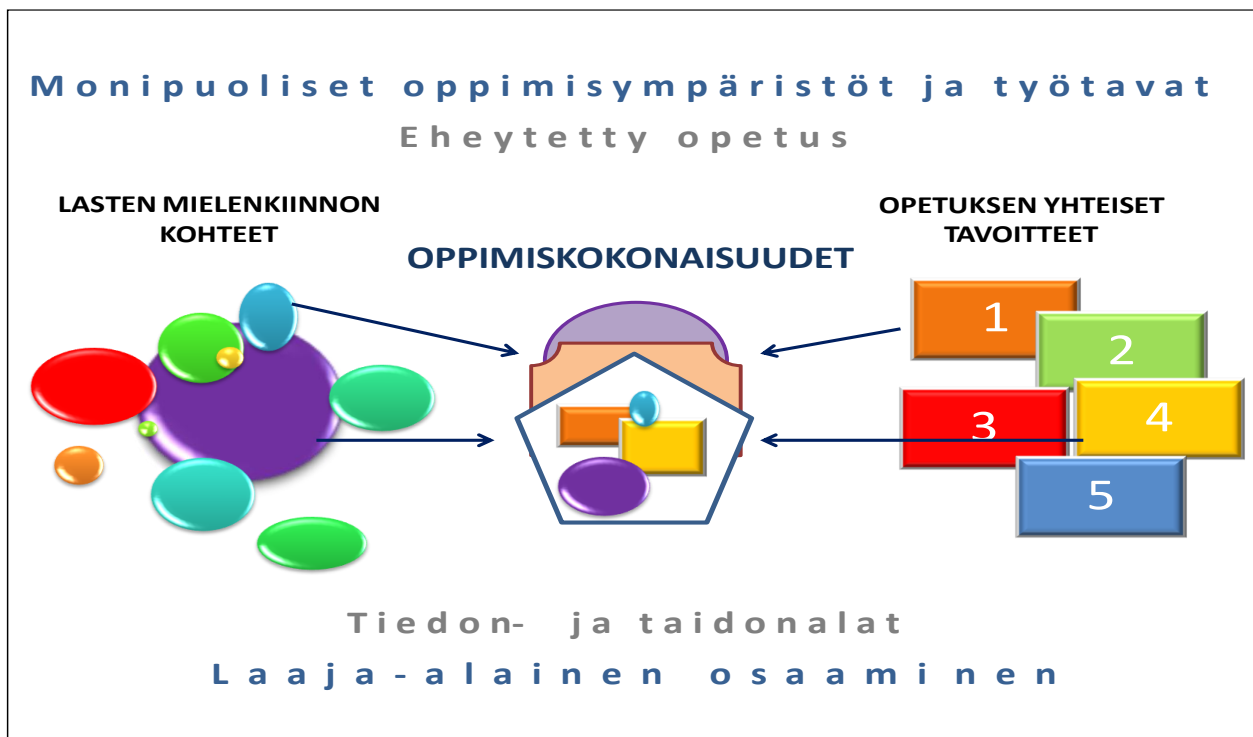 Monipuoliset oppimisympäristöt ja työtavat
Eheytetty opetus
LASTEN MIELENKIINNON
KOHTEET
OPPIMISKOKONAISUUDET
OPETUKSEN YHTEISET
TAVOITTEET
1
2
3
4
5
Tiedon- ja taidonalat
Laaja-alainen osaaminen